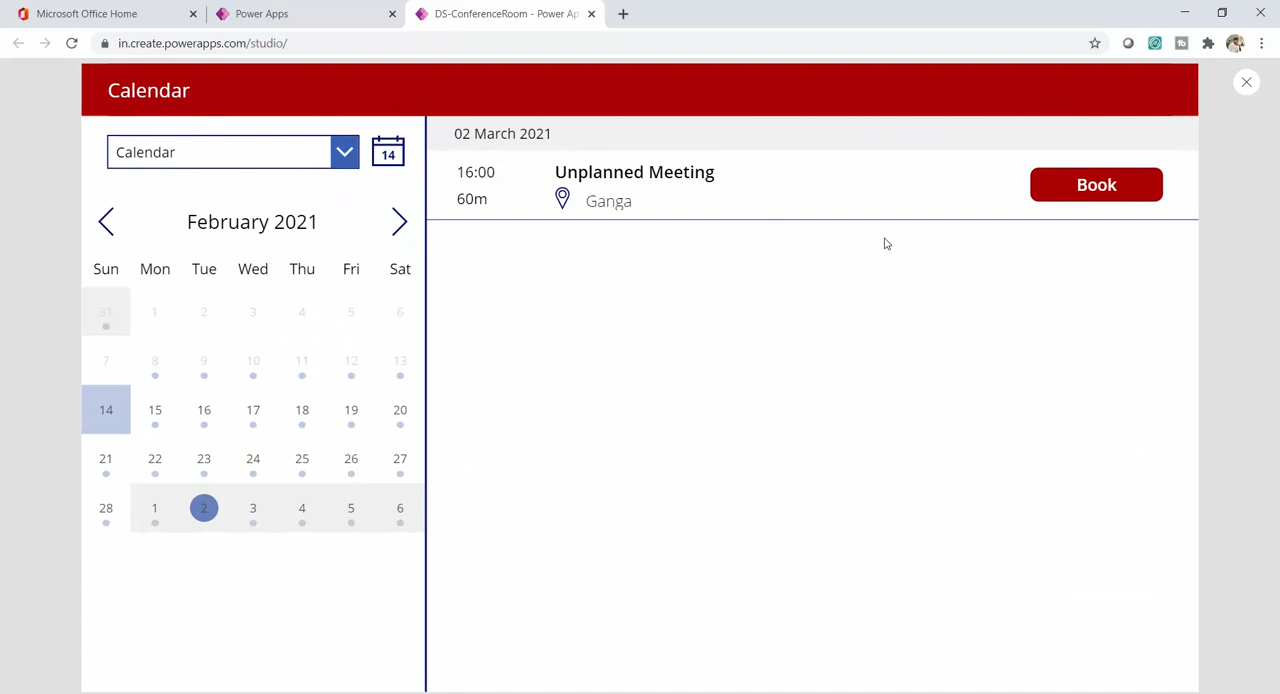 Microsoft Office Home
Power Apps
DS-ConferenceRoom - Power Ap
in.create.powerapps.com/studio/
Calendar
Calendar
14
February 2021
Sun Mon Tue Wed Thu Fri Sat
31 1 2 3 4 5 6
7 8 9 10 11 12 13
14 15 16 17 18 19 20
21 22 23 24 25 26 27
28 1 2 3 4 5 6
02 March 2021
16:00 Unplanned Meeting
60m Ganga
Book